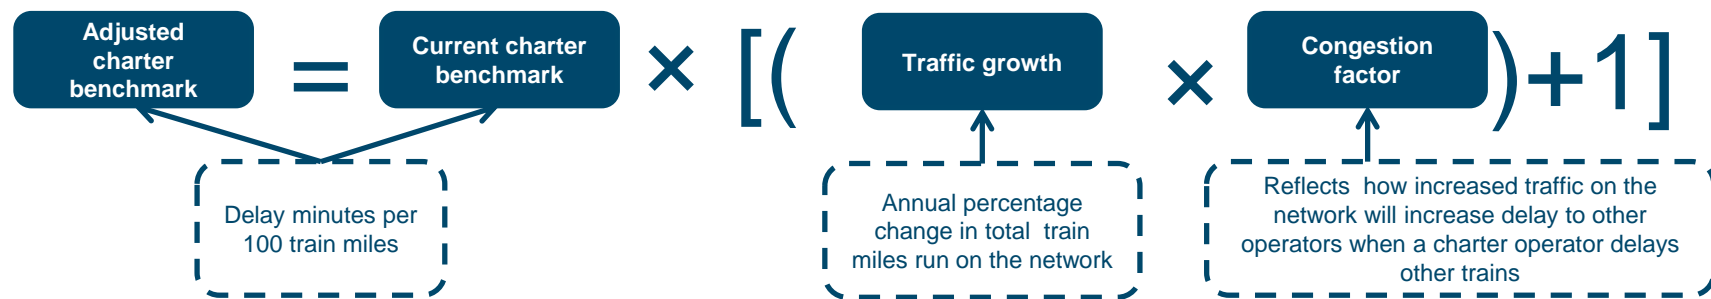 Adjusted
charter
benchmark
=
Current charter
benchmark
×
[(
Traffic growth
×
Congestion
factor
)+1]
Delay minutes per
100 train miles
Annual percentage
change in total train
miles run on the network
Reflects how increased traffic on the
network will increase delay to other
operators when a charter operator delays
other trains